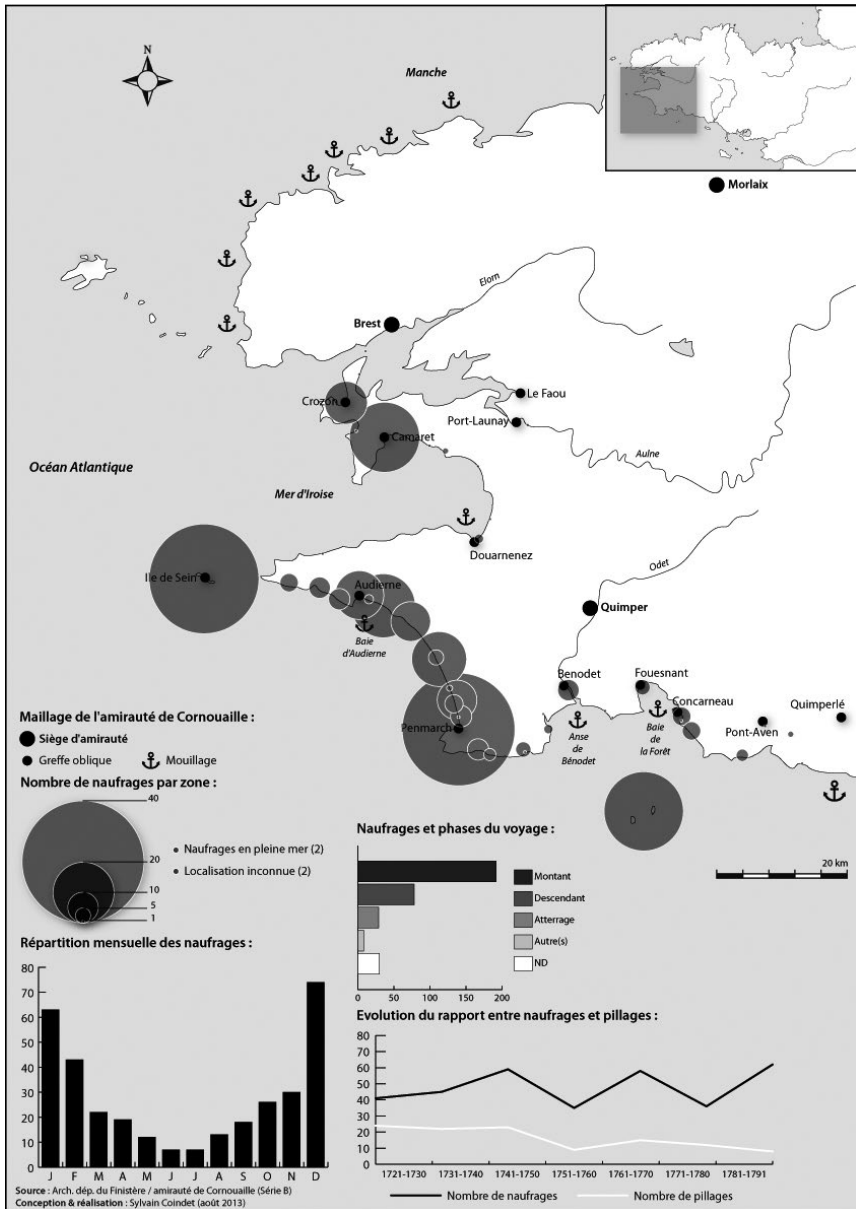 N
Manche
Morlaix
Elorn
Brest
Crozon
Le Faou
Camaret
Port-Launay
Aulne
Océan Atlantique
Mer d'Iroise
Douarnenez
Ile de Sein
Audierne
Odet
Quimper
Baie
d'Audierne
Benodet
Fouesnant
Concarneau
Quimperlé
Penmarch
Pont-Aven
Anse
de
Bénodet
Baie
de
la Forêt
Maillage de l'amirauté de Cornouaille :
Siège d'amirauté
Greffe oblique
Mouillage
Nombre de naufrages par zone :
40
20
10
5
1
Naufrages en pleine mer (2)
Localisation inconnue (2)
20 km
Naufrages et phases du voyage :
Montant
Descendant
Atterrage
Autre(s)
ND
0 50 100 150 200
Répartition mensuelle des naufrages :
80
70
60
50
40
30
20
10
0
J F M A M J J A S O N D
Evolution du rapport entre naufrages et pillages :
80
70
60
50
40
30
20
10
0
1721-1730 1731-1740 1741-1750 1751-1760 1761-1770 1771-1780 1781-1791
Nombre de naufrages Nombre de pillages
Source : Arch. dép. du Finistère / amirauté de Cornouaille (Série B)
Conception & réalisation : Sylvain Coindet (août 2013)